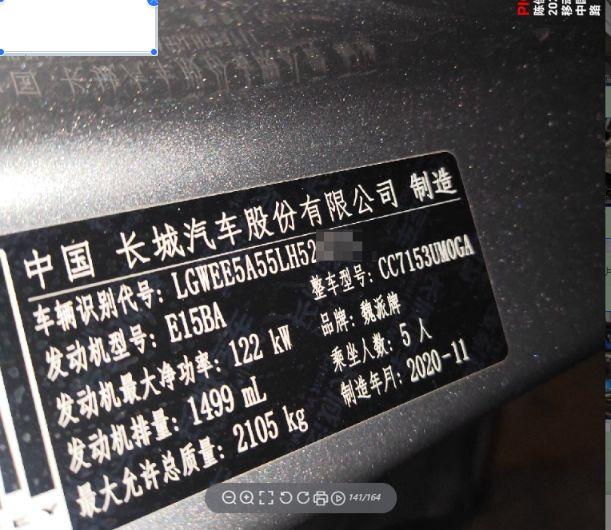 中国 长城汽车股份有限公司 制造
车辆识别代号: LGWEE5A55LH52
整车型号: CC7153UMOGA
发动机型号: E15BA
品牌: 魏派牌
发动机最大净功率: 122 kW
乘坐人数: 5 人
发动机排量: 1499 mL
制造年月: 2020-11
最大允许总质量: 2105 kg
141/164